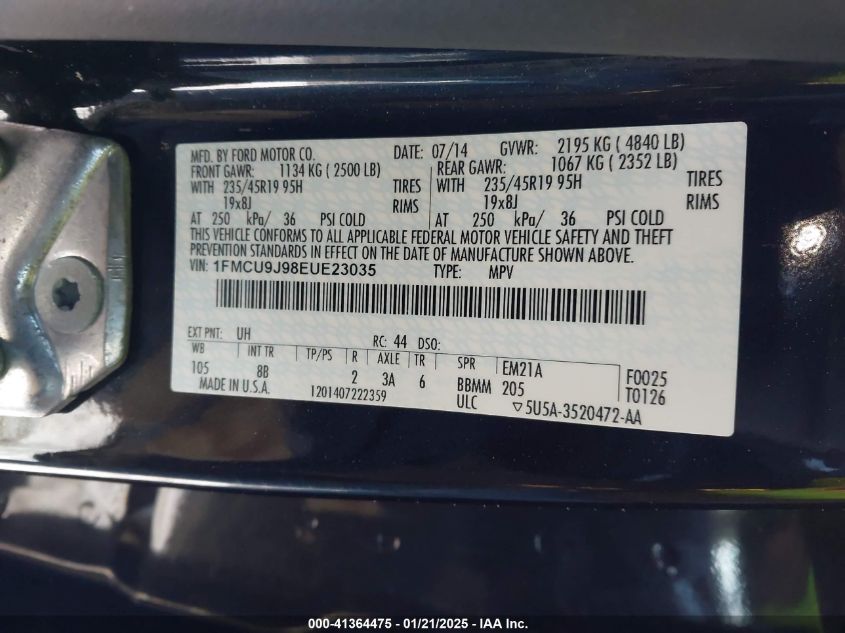 MFD. BY FORD MOTOR CO. DATE: 07/14 GVWR: 2195 KG ( 4840 LB)
FRONT GAWR: 1134 KG ( 2500 LB) REAR GAWR: 1067 KG ( 2352 LB)
WITH 235/45R19 95H TIRES WITH 235/45R19 95H TIRES
19x8J RIMS 19x8J RIMS
AT 250 kPa/ 36 PSI COLD AT 250 kPa/ 36 PSI COLD
THIS VEHICLE CONFORMS TO ALL APPLICABLE FEDERAL MOTOR VEHICLE SAFETY AND THEFT
PREVENTION STANDARDS IN EFFECT ON THE DATE OF MANUFACTURE SHOWN ABOVE.
VIN: 1FMCU9J98EUE23035 TYPE: MPV
EXT PNT: UH RC: 44 DSO:
WB INT TR TP/PS R AXLE TR SPR EM21A F0025
105 8B 2 3A 6 BBMM 205 T0126
MADE IN U.S.A. 1201407222359 ULC ▽5U5A-3520472-AA
000-41364475 - 01/21/2025 - IAA Inc.